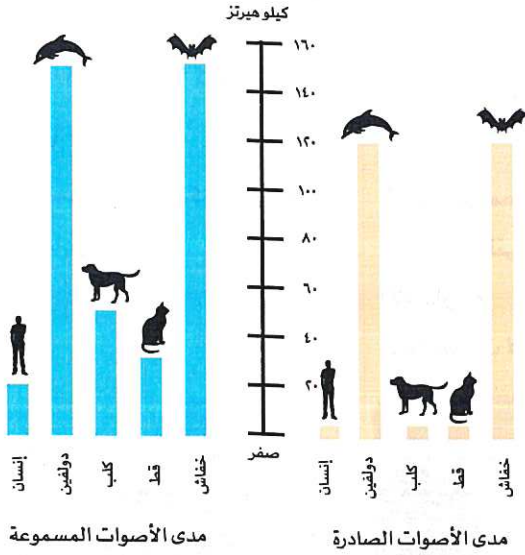 كيلو هيرتز
١٦٠
١٤٠
١٢٠
١٠٠
٨٠
٦٠
٤٠
٢٠
صفر
إنسان
دولفين
كلب
قط
خفاش
إنسان
دولفين
كلب
قط
خفاش
مدى الأصوات الصادرة
مدى الأصوات المسموعة